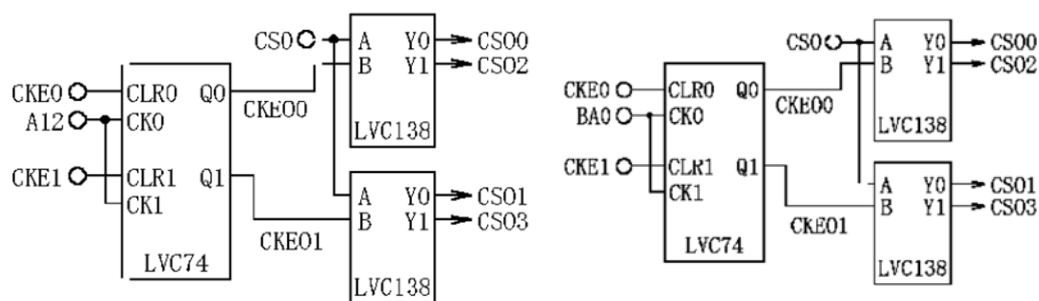 CS0 A Y0 CS00
B Y1 CS02
LVC138
CKE0 CLR0 Q0 CKE00
A12 CK0
CKE1 CLR1 Q1
CK1
CKE01
LVC74
A Y0 CS01
B Y1 CS03
LVC138
CS0 A Y0 CS00
B Y1 CS02
LVC138
CKE0 CLR0 Q0 CKE00
BA0 CK0
CKE1 CLR1 Q1
CK1
CKE01
LVC74
A Y0 CS01
B Y1 CS03
LVC138